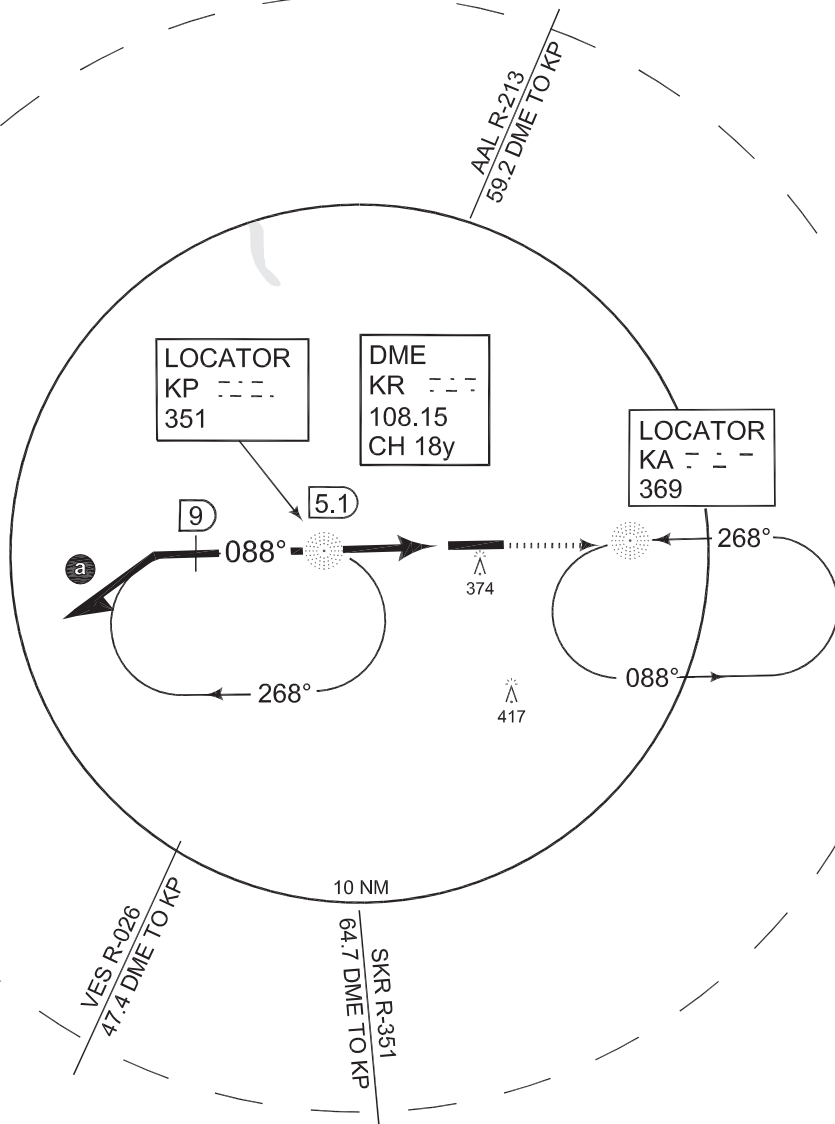 AAL R-213
59.2 DME TO KP
LOCATOR
KP
351
DME
KR
108.15
CH 18y
LOCATOR
KA
369
9
5.1
a
088°
268°
374
268°
088°
417
10 NM
VES R-026
47.4 DME TO KP
SKR R-351
64.7 DME TO KP